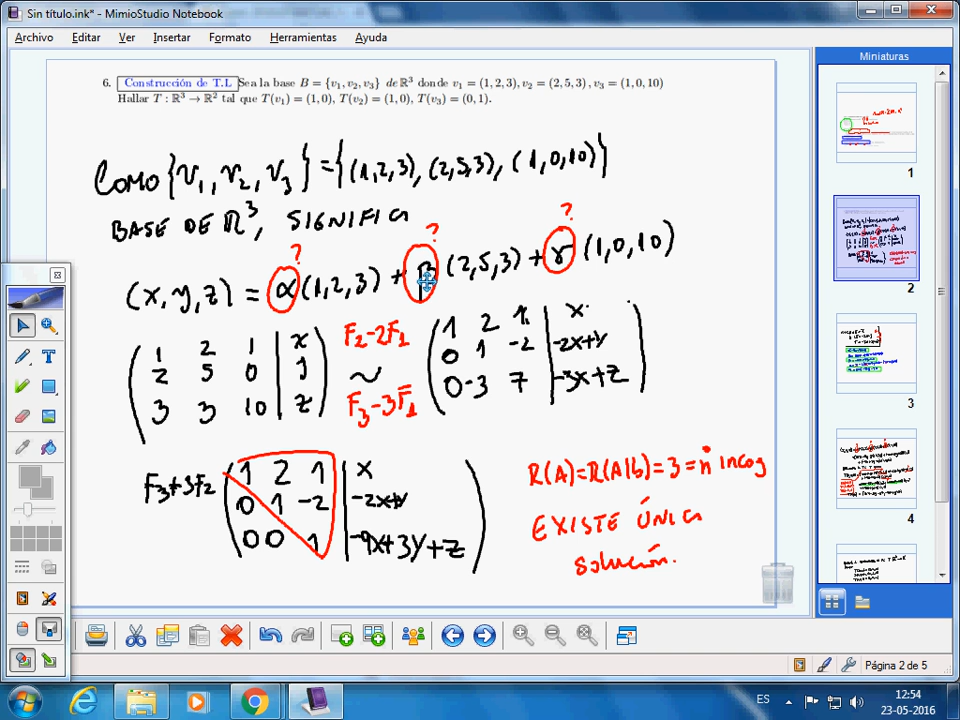 Sin título.ink* - MimioStudio Notebook
Archivo Editar Ver Insertar Formato Herramientas Ayuda
6. Construcción de T.L Sea la base B = {v₁, v₂, v₃} de ℝ³ donde v₁ = (1, 2, 3), v₂ = (2, 5, 3), v₃ = (1, 0, 10)
Hallar T : ℝ³ → ℝ² tal que T(v₁) = (1, 0), T(v₂) = (1, 0), T(v₃) = (0, 1).
COMO {V₁, V₂, V₃} = {(1,2,3), (2,5,3), (1,0,10)}
BASE DE ℝ³, SIGNIFICA
? ? ?
(x,y,z) = α(1,2,3) + β(2,5,3) + γ(1,0,10)
1 2 1 | x F₂-2F₁ 1 2 1 | x
2 5 0 | y ~ 0 1 -2 | -2x+y
3 3 10 | z F₃-3F₁ 0 -3 7 | -3x+z
F₃+3F₂ 1 2 1 | x
0 1 -2 | -2x+y
0 0 1 | -9x+3y+z
R(A)=R(A|b)=3=n incog
EXISTE ÚNICA
solución.
Miniaturas
1
2
3
4
Página 2 de 5
ES
12:54
23-05-2016